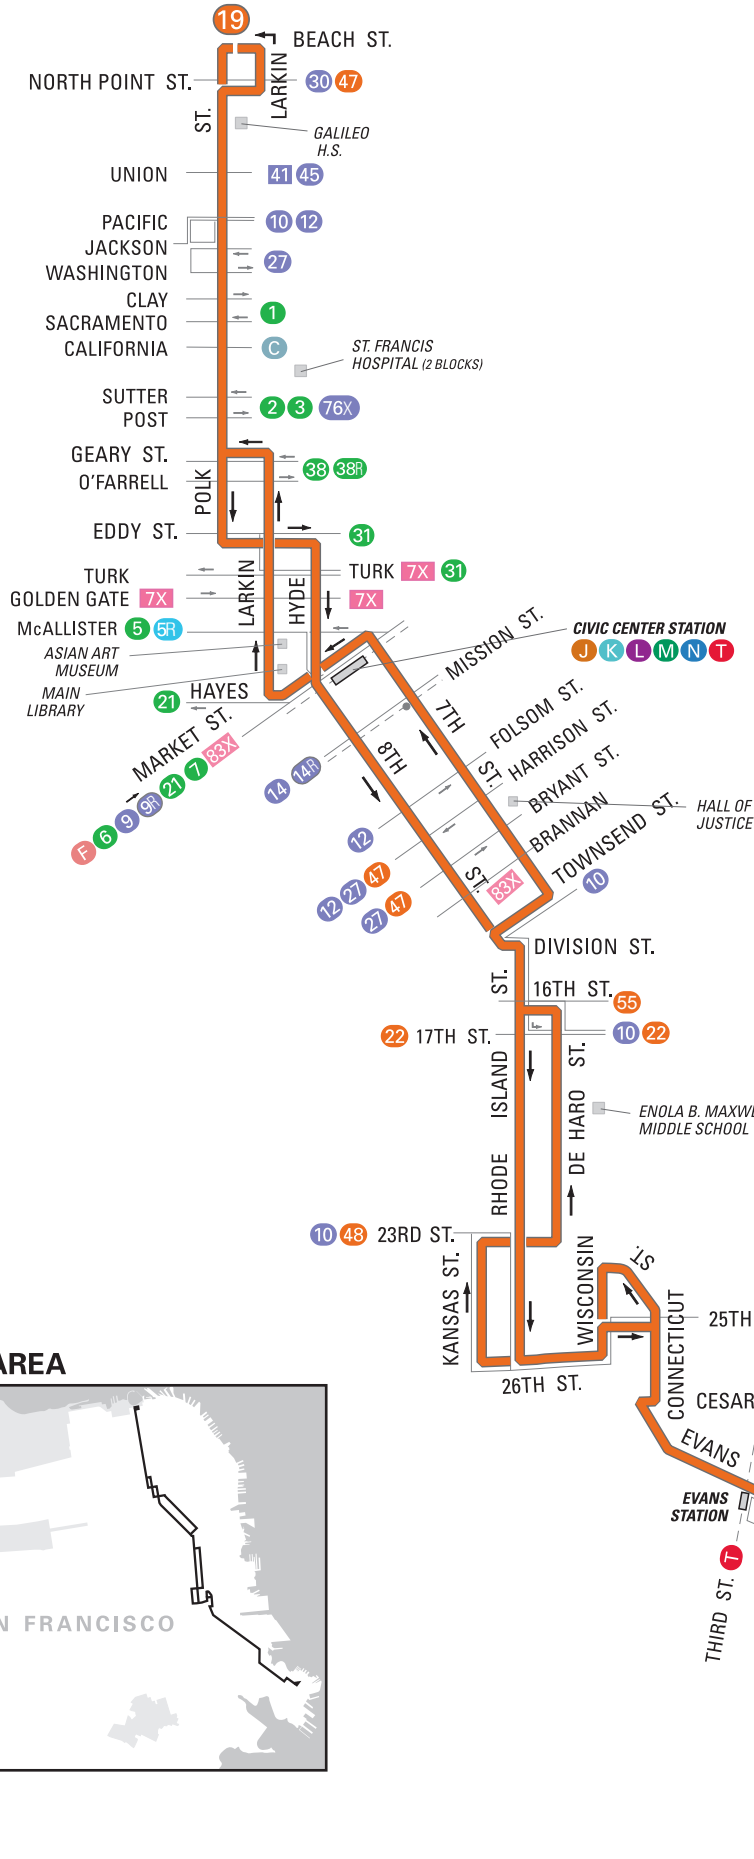 19
BEACH ST.
NORTH POINT ST.
LARKIN
30 47
ST.
GALILEO
H.S.
UNION
41 45
PACIFIC
10 12
JACKSON
WASHINGTON
27
CLAY
SACRAMENTO
1
CALIFORNIA
C
ST. FRANCIS
HOSPITAL (2 BLOCKS)
SUTTER
POST
2 3 76X
GEARY ST.
O'FARRELL
38 38R
POLK
EDDY ST.
31
TURK
TURK 7X 31
LARKIN
HYDE
GOLDEN GATE 7X
7X
McALLISTER 5 5R
ASIAN ART
MUSEUM
MAIN
LIBRARY
21 HAYES
MARKET ST.
F 6 9 9R 21 7 83X
MISSION ST.
CIVIC CENTER STATION
J K L M N T
7TH
ST.
8TH
ST.
14 14R
FOLSOM ST.
HARRISON ST.
BRYANT ST.
BRANNAN
TOWNSEND ST.
HALL OF
JUSTICE
12
12 27 47
27 47
83X
10
DIVISION ST.
ST.
16TH ST. 55
22 17TH ST.
10 22
ISLAND
RHODE
ST.
DE HARO
ENOLA B. MAXWE
MIDDLE SCHOOL
10 48 23RD ST.
KANSAS ST.
WISCONSIN
ST.
CONNECTICUT
25TH
26TH ST.
CESAR
EVANS
EVANS
STATION
T
THIRD ST.
AREA
N FRANCISCO